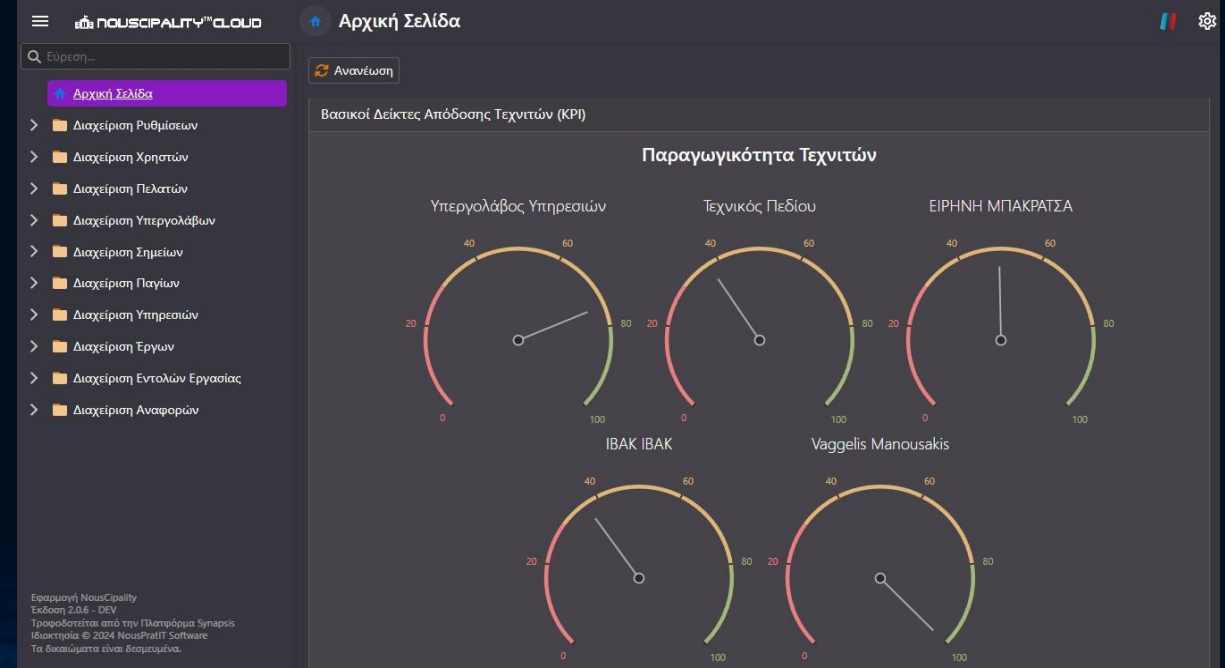 NOUSCIPALITY™CLOUD
Αρχική Σελίδα
Εύρεση...
Αρχική Σελίδα
Διαχείριση Ρυθμίσεων
Διαχείριση Χρηστών
Διαχείριση Πελατών
Διαχείριση Υπεργολάβων
Διαχείριση Σημείων
Διαχείριση Παγίων
Διαχείριση Υπηρεσιών
Διαχείριση Έργων
Διαχείριση Εντολών Εργασίας
Διαχείριση Αναφορών
Εφαρμογή NousCipality
Έκδοση 2.0.6 - DEV
Τροφοδοτείται από την Πλατφόρμα Synapsis
Ιδιοκτησία © 2024 NousPratIT Software
Τα δικαιώματα είναι δεσμευμένα.
Ανανέωση
Βασικοί Δείκτες Απόδοσης Τεχνιτών (KPI)
Παραγωγικότητα Τεχνιτών
Υπεργολάβος Υπηρεσιών Τεχνικός Πεδίου ΕΙΡΗΝΗ ΜΠΑΚΡΑΤΣΑ
40 60 40 60 40 60
20 80 20 80 20 80
0 100 0 100 0 100
IBAK IBAK Vaggelis Manousakis
40 60 40 60
20 80 20 80
0 100 0 100